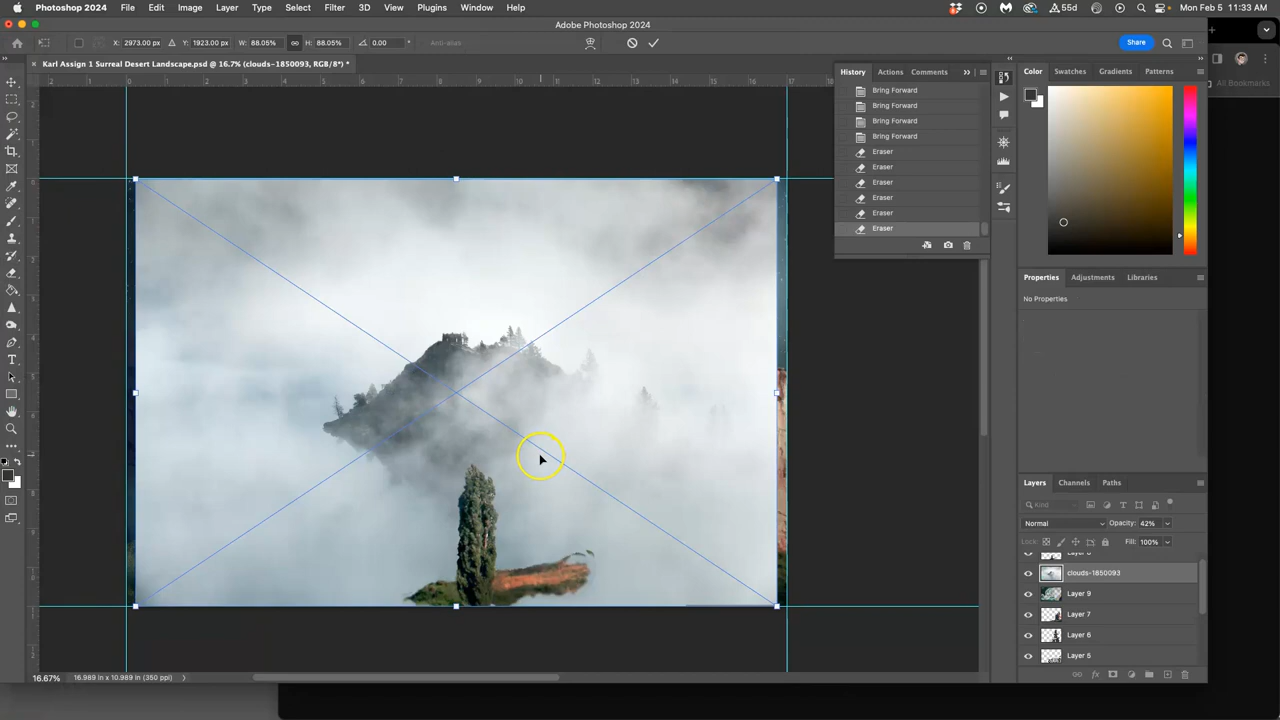 Photoshop 2024 File Edit Image Layer Type Select Filter 3D View Plugins Window Help 55d Mon Feb 5 11:33 AM
Adobe Photoshop 2024
X: 2973.00 px Y: 1923.00 px W: 88.05% H: 88.05% 0.00 ° Anti-alias Share
Karl Assign 1 Surreal Desert Landscape.psd @ 16.7% (clouds-1850093, RGB/8*) *
All Bookmarks
History Actions Comments
Color Swatches Gradients Patterns
Bring Forward
Bring Forward
Bring Forward
Bring Forward
Eraser
Eraser
Eraser
Eraser
Eraser
Eraser
Properties Adjustments Libraries
No Properties
Layers Channels Paths
Kind
Normal Opacity: 42%
Lock: Fill: 100%
clouds-1850093
Layer 9
Layer 7
Layer 6
Layer 5
16.67% 16.989 in x 10.989 in (350 ppi)